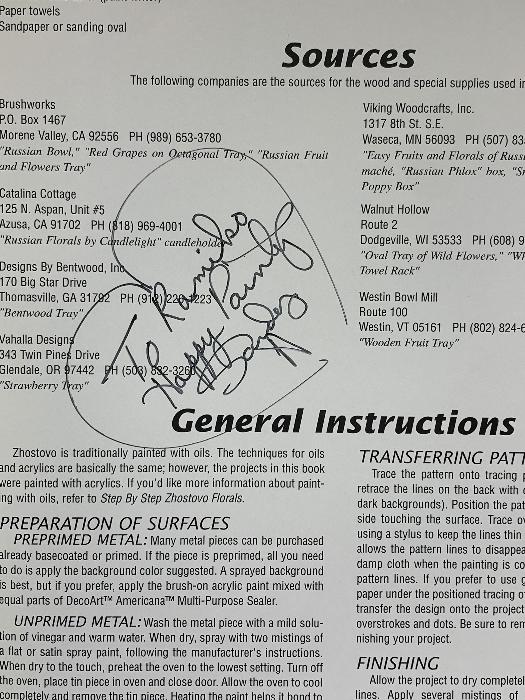 Paper towels
Sandpaper or sanding oval
Sources
The following companies are the sources for the wood and special supplies used in
Brushworks
P.O. Box 1467
Morene Valley, CA 92556 PH (989) 653-3780
"Russian Bowl," "Red Grapes on Octagonal Tray," "Russian Fruit
and Flowers Tray"
Catalina Cottage
125 N. Aspan, Unit #5
Azusa, CA 91702 PH (818) 969-4001
"Russian Florals by Candlelight" candleholder
Designs By Bentwood, Inc.
170 Big Star Drive
Thomasville, GA 31792 PH (912) 226-1223
"Bentwood Tray"
Vahalla Designs
343 Twin Pines Drive
Glendale, OR 97442 PH (503) 832-3260
"Strawberry Tray"
Viking Woodcrafts, Inc.
1317 8th St. S.E.
Waseca, MN 56093 PH (507) 83
"Easy Fruits and Florals of Russ
maché, "Russian Phlox" box, "S
Poppy Box"
Walnut Hollow
Route 2
Dodgeville, WI 53533 PH (608) 9
"Oval Tray of Wild Flowers," "W
Towel Rack"
Westin Bowl Mill
Route 100
Westin, VT 05161 PH (802) 824-6
"Wooden Fruit Tray"
To
Happy
General Instructions
Zhostovo is traditionally painted with oils. The techniques for oils
and acrylics are basically the same; however, the projects in this book
were painted with acrylics. If you'd like more information about paint-
ing with oils, refer to Step By Step Zhostovo Florals.
PREPARATION OF SURFACES
PREPRIMED METAL: Many metal pieces can be purchased
already basecoated or primed. If the piece is preprimed, all you need
to do is apply the background color suggested. A sprayed background
is best, but if you prefer, apply the brush-on acrylic paint mixed with
equal parts of DecoArt™ Americana™ Multi-Purpose Sealer.
UNPRIMED METAL: Wash the metal piece with a mild solu-
tion of vinegar and warm water. When dry, spray with two mistings of
a flat or satin spray paint, following the manufacturer's instructions.
When dry to the touch, preheat the oven to the lowest setting. Turn off
the oven, place tin piece in oven and close door. Allow the oven to cool
completely and remove the tin piece. Heating the paint helps it bond to
TRANSFERRING PATT
Trace the pattern onto tracing p
retrace the lines on the back with c
dark backgrounds). Position the pat
side touching the surface. Trace ov
using a stylus to keep the lines thin
allows the pattern lines to disappea
damp cloth when the painting is co
pattern lines. If you prefer to use g
paper under the positioned tracing o
transfer the design onto the project
overstrokes and dots. Be sure to rem
nishing your project.
FINISHING
Allow the project to dry complete
lines. Apply several mistings of